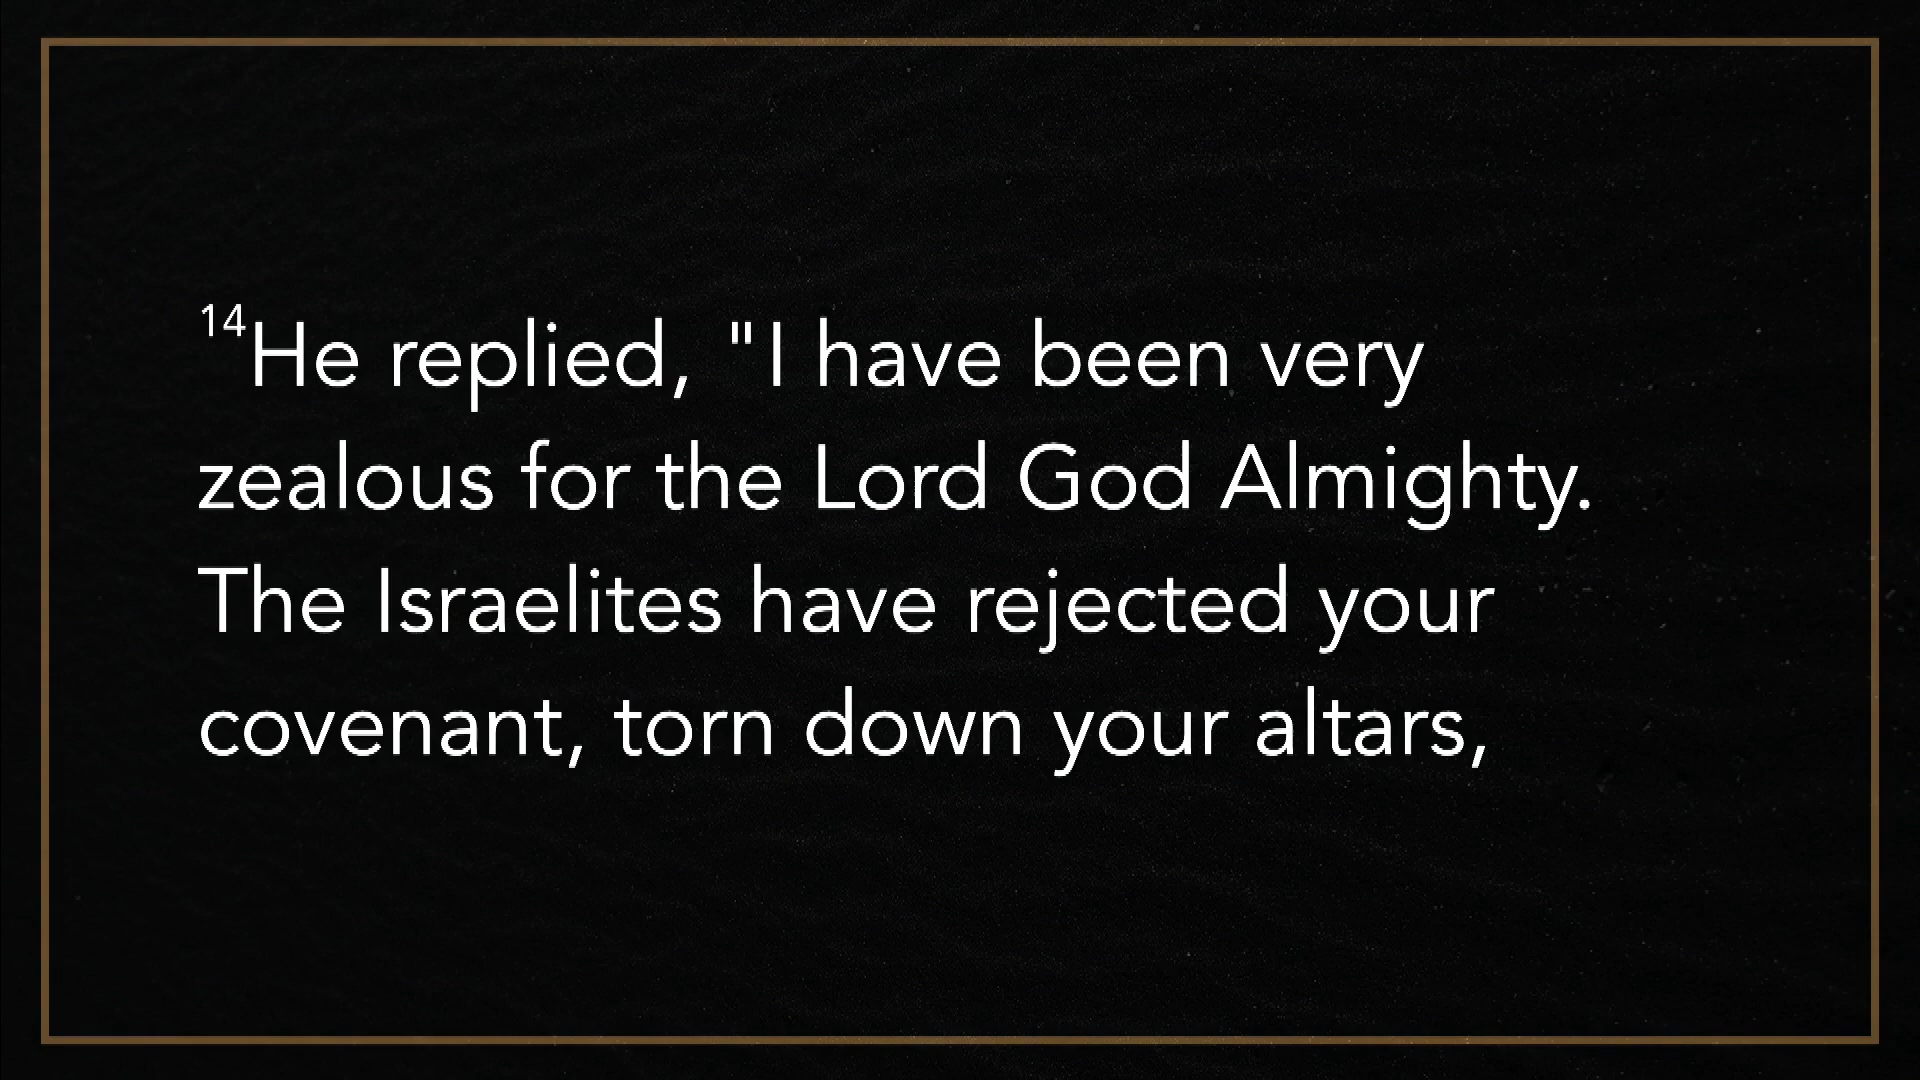 14He replied, "I have been very
zealous for the Lord God Almighty.
The Israelites have rejected your
covenant, torn down your altars,